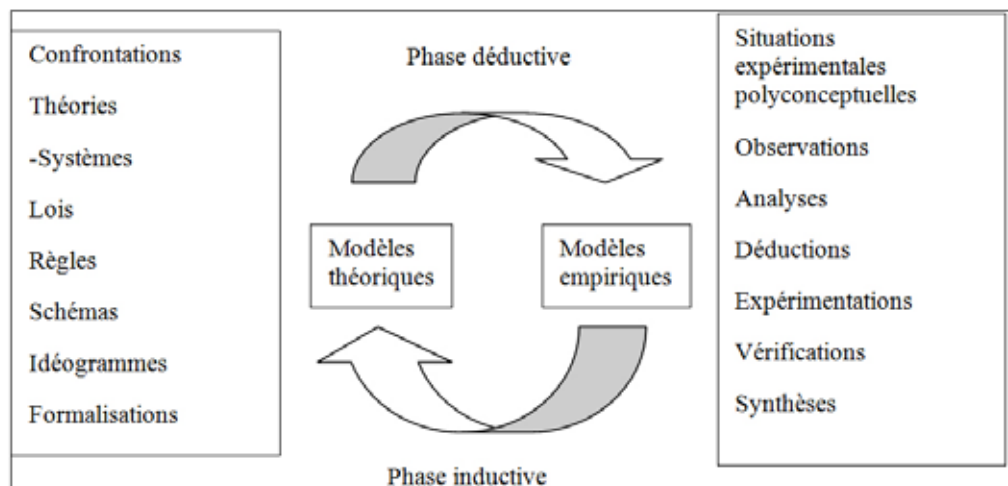 Confrontations
Théories
-Systèmes
Lois
Règles
Schémas
Idéogrammes
Formalisations
Phase déductive
Modèles
théoriques
Modèles
empiriques
Phase inductive
Situations
expérimentales
polyconceptuelles
Observations
Analyses
Déductions
Expérimentations
Vérifications
Synthèses